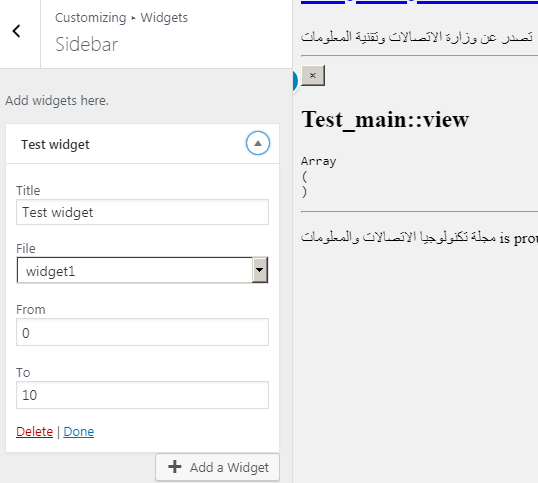 Customizing ▸ Widgets
Sidebar
Add widgets here.
Test widget
Title
Test widget
File
widget1
From
0
To
10
Delete | Done
Add a Widget
تصدر عن وزارة الاتصالات وتقنية المعلومات
×
Test_main::view
Array
(
)
مجلة تكنولوجيا الاتصالات والمعلومات is